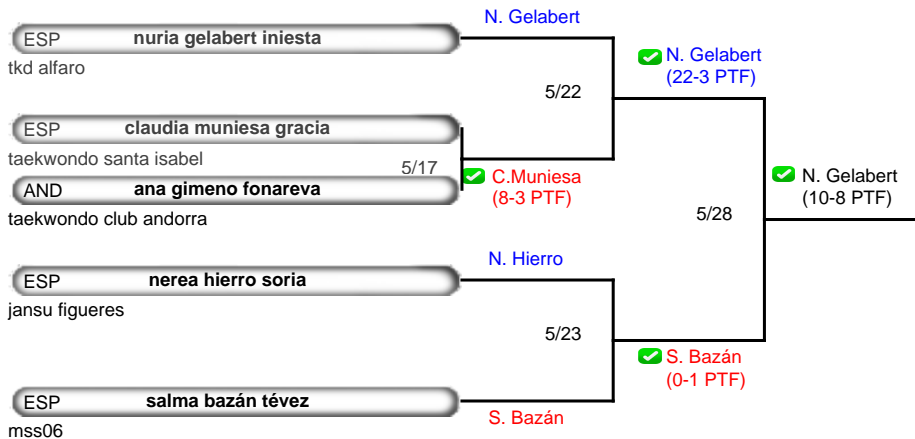 N. Gelabert
ESP nuria gelabert iniesta
tkd alfaro
N. Gelabert
(22-3 PTF)
5/22
ESP claudia muniesa gracia
taekwondo santa isabel
5/17
C.Muniesa
(8-3 PTF)
AND ana gimeno fonareva
taekwondo club andorra
N. Gelabert
(10-8 PTF)
5/28
N. Hierro
ESP nerea hierro soria
jansu figueres
5/23
S. Bazán
(0-1 PTF)
ESP salma bazán tévez
S. Bazán
mss06